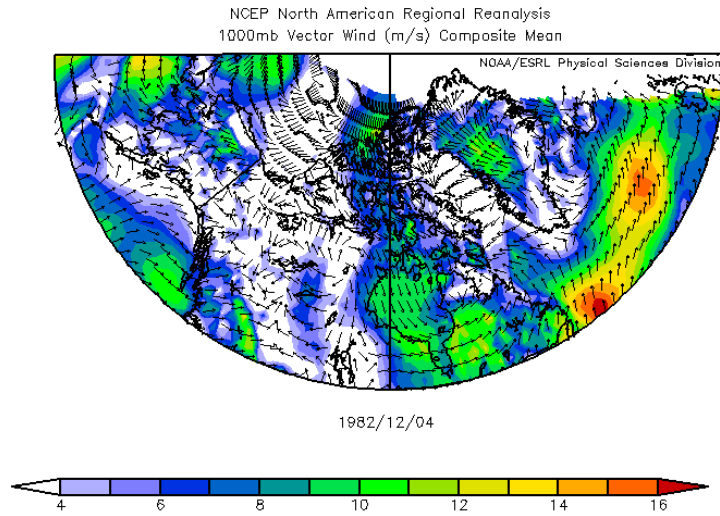 NCEP North American Regional Reanalysis
1000mb Vector Wind (m/s) Composite Mean
NOAA/ESRL Physical Sciences Division
1982/12/04
4 6 8 10 12 14 16